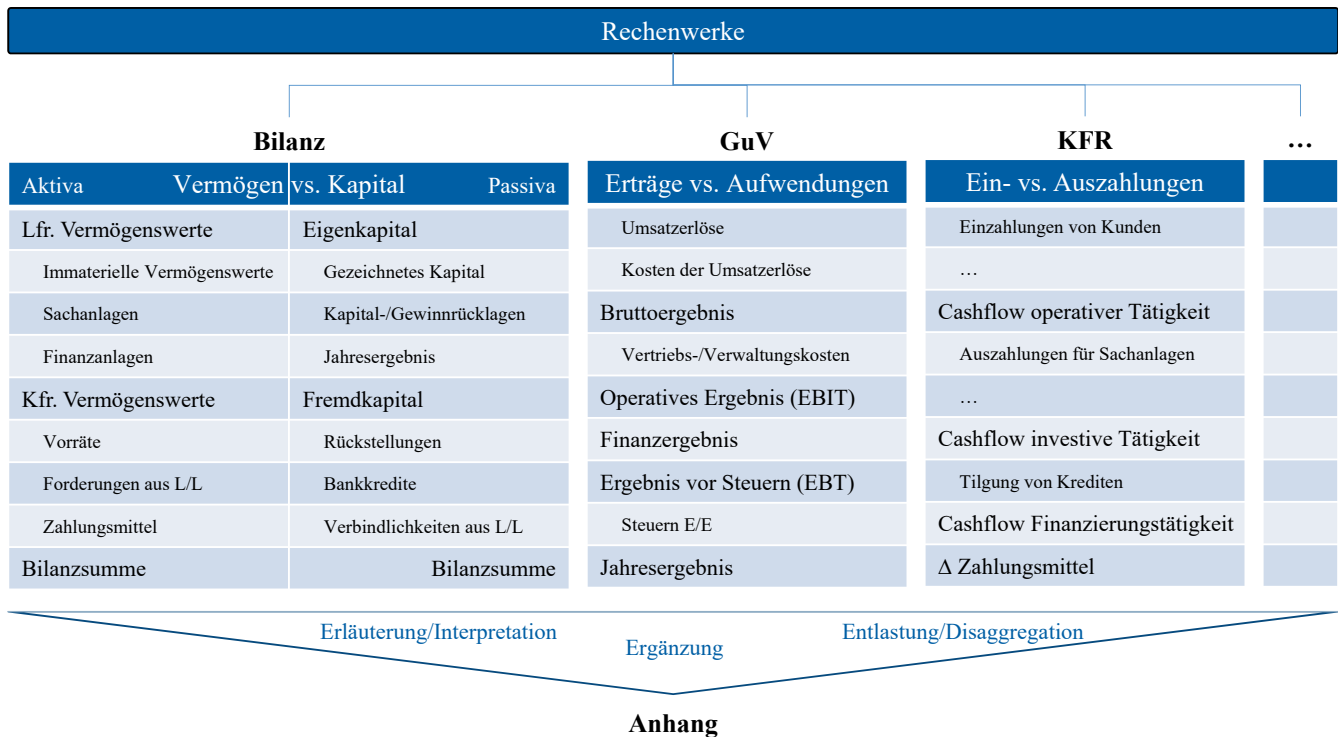 Rechenwerke
Bilanz
GuV
KFR
…
Aktiva Vermögen vs. Kapital Passiva
Erträge vs. Aufwendungen
Ein- vs. Auszahlungen
Lfr. Vermögenswerte
Eigenkapital
Umsatzerlöse
Einzahlungen von Kunden
Immaterielle Vermögenswerte
Gezeichnetes Kapital
Kosten der Umsatzerlöse
…
Sachanlagen
Kapital-/Gewinnrücklagen
Bruttoergebnis
Cashflow operativer Tätigkeit
Finanzanlagen
Jahresergebnis
Vertriebs-/Verwaltungskosten
Auszahlungen für Sachanlagen
Kfr. Vermögenswerte
Fremdkapital
Operatives Ergebnis (EBIT)
…
Vorräte
Rückstellungen
Finanzergebnis
Cashflow investive Tätigkeit
Forderungen aus L/L
Bankkredite
Ergebnis vor Steuern (EBT)
Tilgung von Krediten
Zahlungsmittel
Verbindlichkeiten aus L/L
Steuern E/E
Cashflow Finanzierungstätigkeit
Bilanzsumme
Bilanzsumme
Jahresergebnis
Δ Zahlungsmittel
Erläuterung/Interpretation
Ergänzung
Entlastung/Disaggregation
Anhang